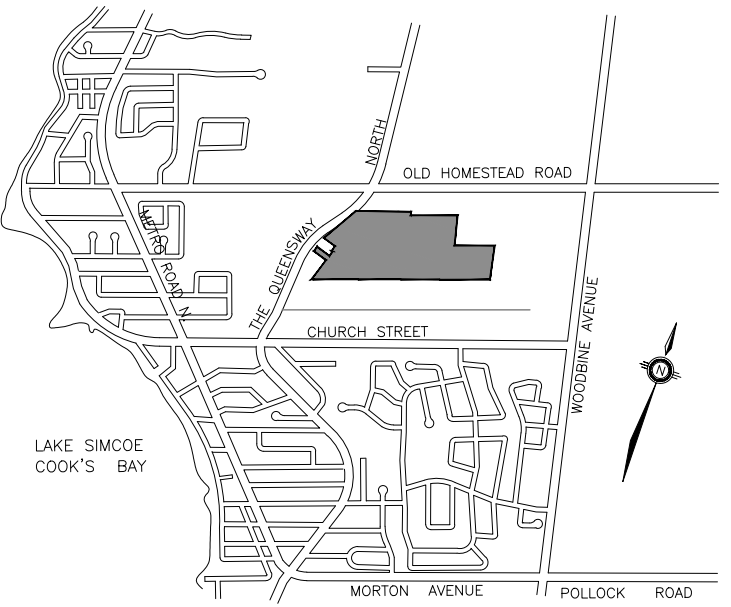 NORTH
OLD HOMESTEAD ROAD
METRO ROAD N.
THE QUEENSWAY
CHURCH STREET
WOODBINE AVENUE
N
LAKE SIMCOE
COOK'S BAY
MORTON AVENUE
POLLOCK ROAD